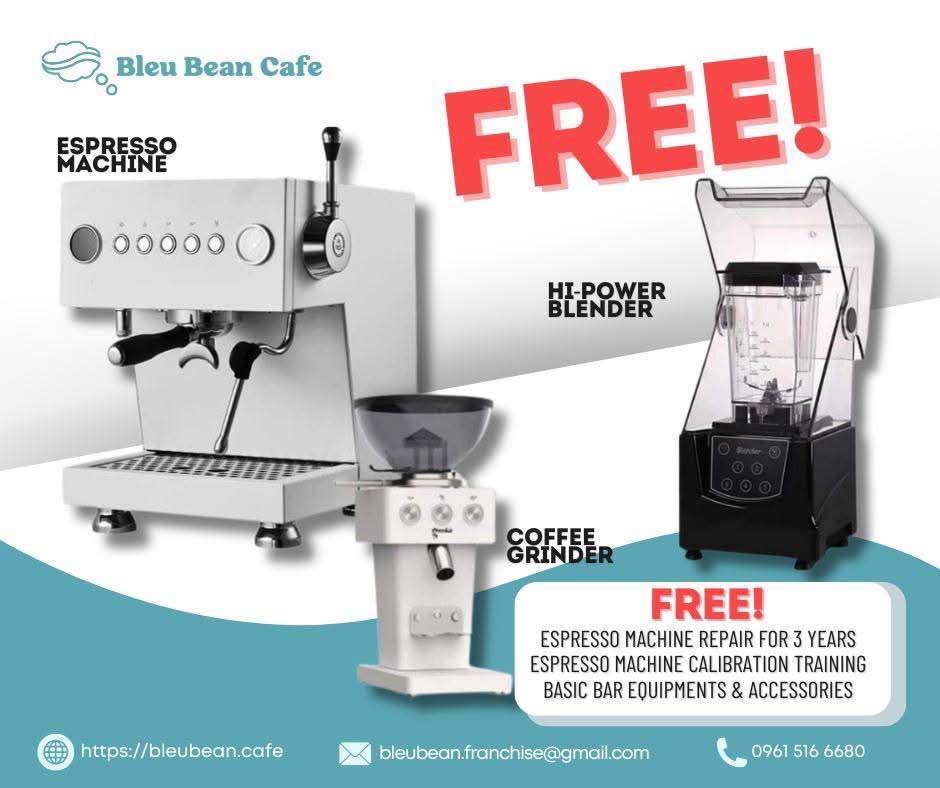 Bleu Bean Cafe
FREE!
ESPRESSO
MACHINE
HI-POWER
BLENDER
Blender
COFFEE
GRINDER
FREE!
ESPRESSO MACHINE REPAIR FOR 3 YEARS
ESPRESSO MACHINE CALIBRATION TRAINING
BASIC BAR EQUIPMENTS & ACCESSORIES
https://bleubean.cafe
bleubean.franchise@gmail.com
0961 516 6680